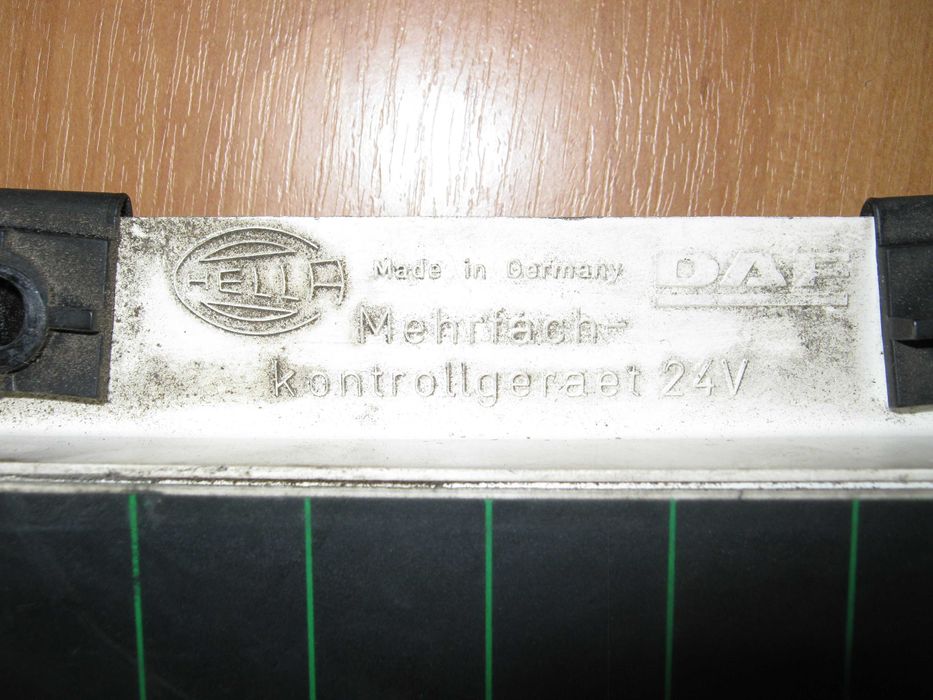 HELLA
Made in Germany
DAF
Mehrfach-
kontrollgeraet 24V